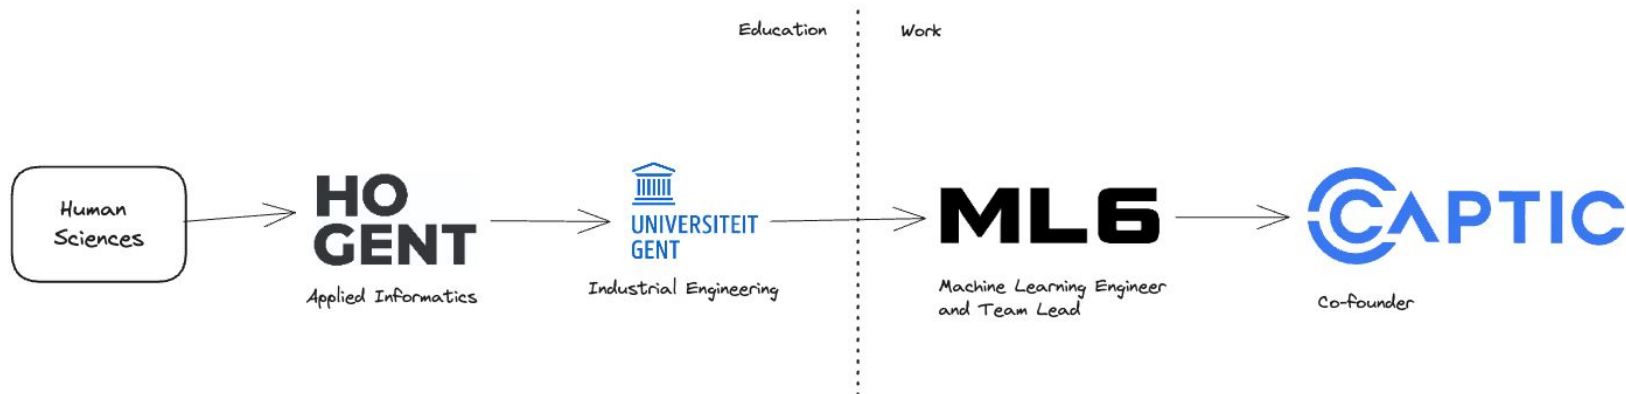 Education
Work
Human
Sciences
HO
GENT
Applied Informatics
UNIVERSITEIT
GENT
Industrial Engineering
ML6
Machine Learning Engineer
and Team Lead
CAPTIC
Co-founder